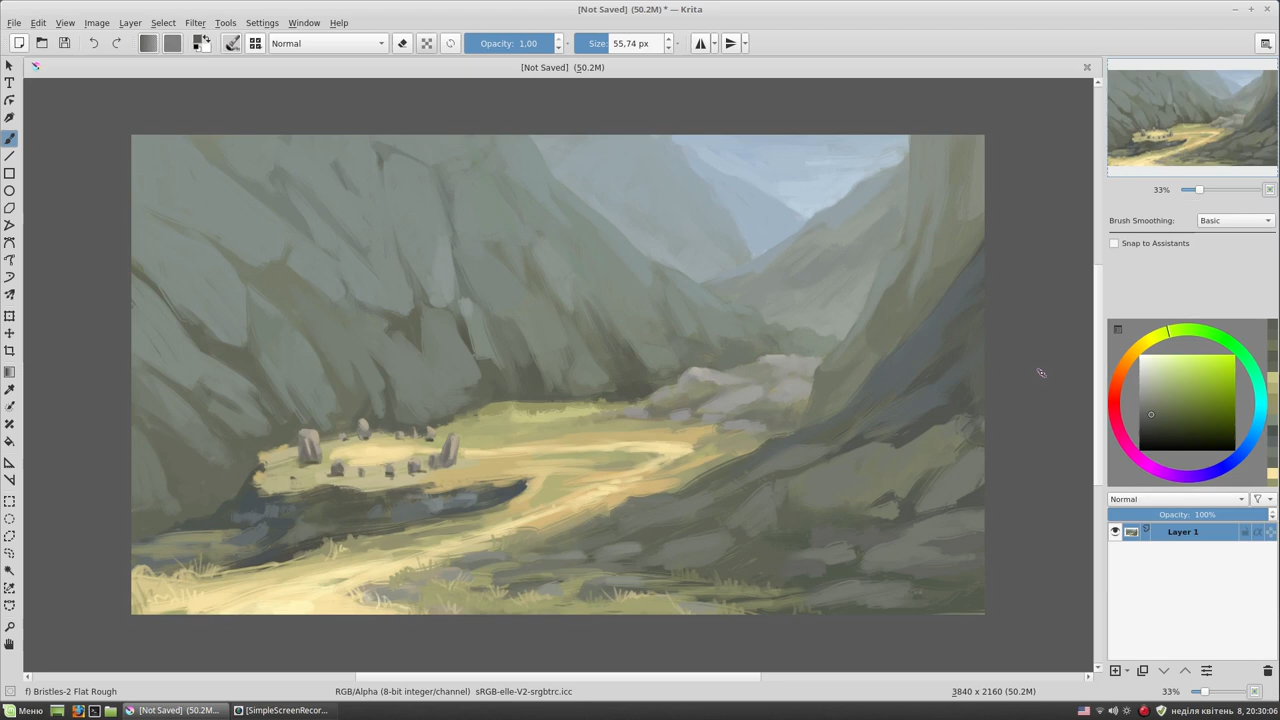 [Not Saved]  (50.2M) * — Krita
File Edit View Image Layer Select Filter Tools Settings Window Help
Normal Opacity: 1,00 Size: 55,74 px
[Not Saved]  (50.2M)
33%
Brush Smoothing: Basic
Snap to Assistants
Normal
Opacity: 100%
Layer 1
f) Bristles-2 Flat Rough RGB/Alpha (8-bit integer/channel)  sRGB-elle-V2-srgbtrc.icc 3840 x 2160 (50.2M) 33%
Меню [Not Saved]  (50.2M... [SimpleScreenRecor... неділя квітень  8, 20:30:06